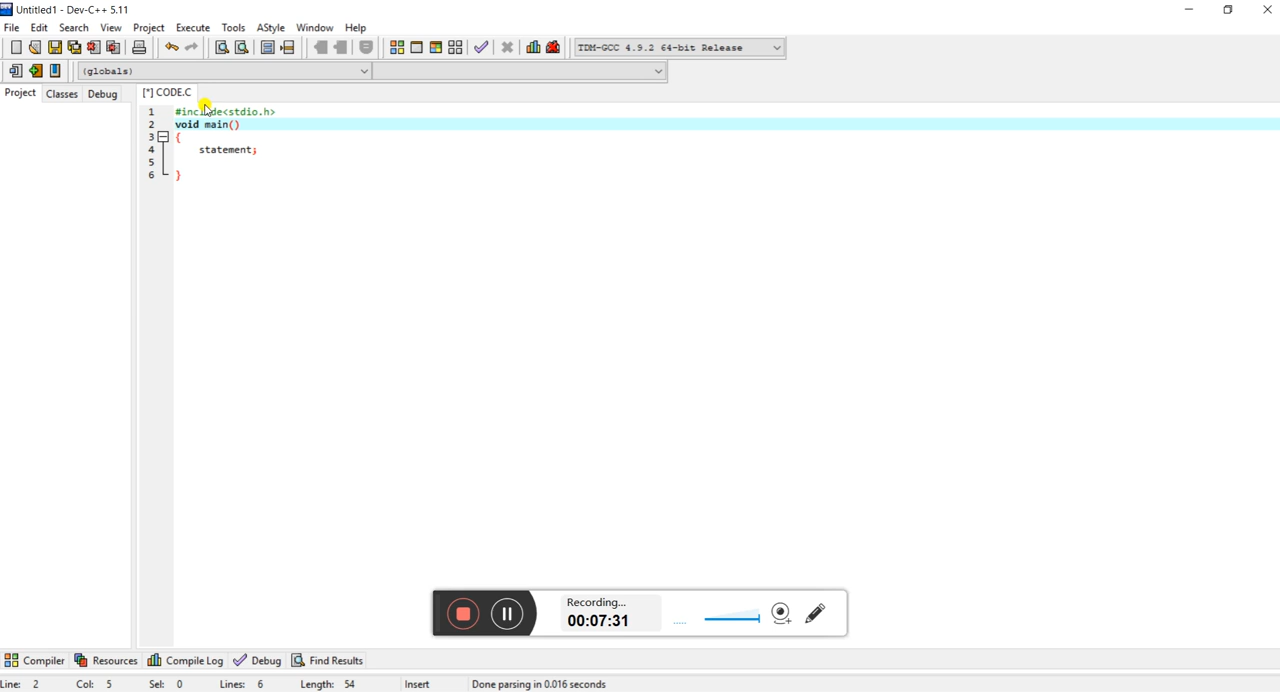 Untitled1 - Dev-C++ 5.11
File Edit Search View Project Execute Tools AStyle Window Help
TDM-GCC 4.9.2 64-bit Release
(globals)
Project Classes Debug [*] CODE.C
1 #include<stdio.h>
2 void main()
3 {
4 statement;
5
6 }
Recording...
00:07:31
Compiler Resources Compile Log Debug Find Results
Line: 2 Col: 5 Sel: 0 Lines: 6 Length: 54 Insert Done parsing in 0.016 seconds